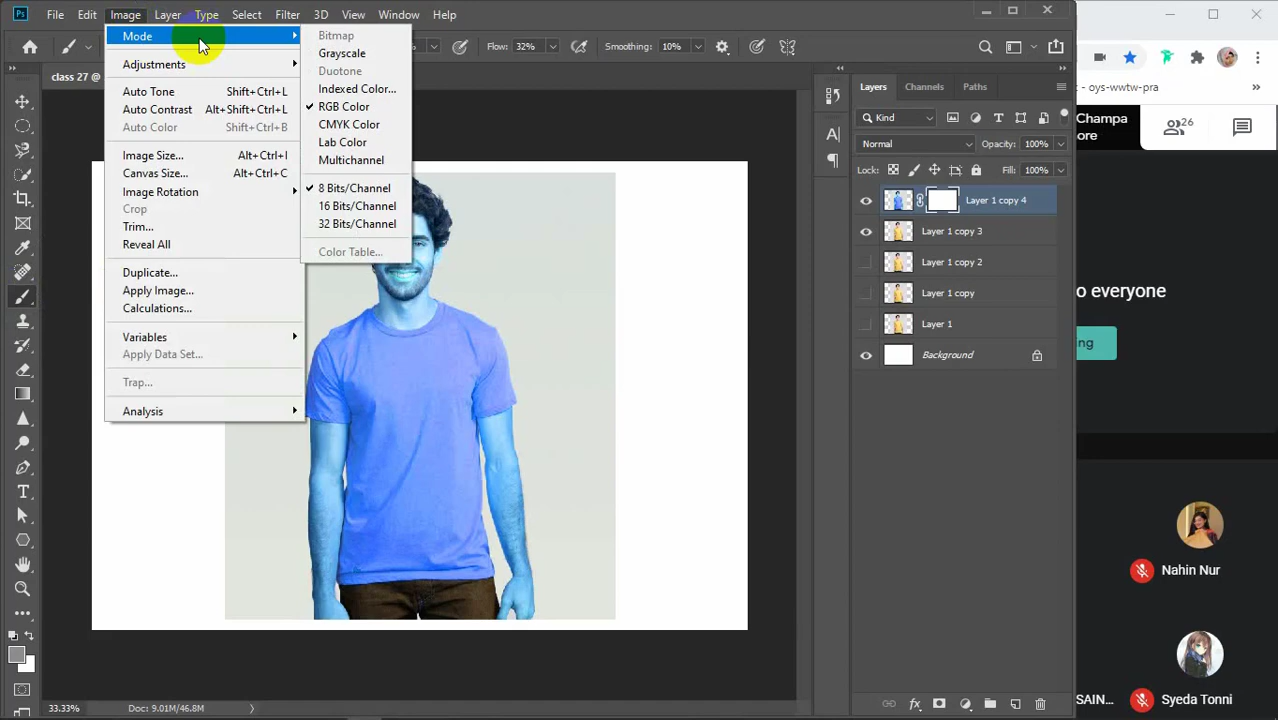 Ps File Edit Image Layer Type Select Filter 3D View Window Help
Flow: 32% Smoothing: 10%
class 27 @
Mode
Adjustments
Auto Tone Shift+Ctrl+L
Auto Contrast Alt+Shift+Ctrl+L
Auto Color Shift+Ctrl+B
Image Size... Alt+Ctrl+I
Canvas Size... Alt+Ctrl+C
Image Rotation
Crop
Trim...
Reveal All
Duplicate...
Apply Image...
Calculations...
Variables
Apply Data Set...
Trap...
Analysis
Bitmap
Grayscale
Duotone
Indexed Color...
RGB Color
CMYK Color
Lab Color
Multichannel
8 Bits/Channel
16 Bits/Channel
32 Bits/Channel
Color Table...
Layers Channels Paths
Kind
Normal Opacity: 100%
Lock: Fill: 100%
Layer 1 copy 4
Layer 1 copy 3
Layer 1 copy 2
Layer 1 copy
Layer 1
Background
33.33% Doc: 9.01M/46.8M
oys-wwtw-pra
Champa
ore
26
o everyone
ng
Nahin Nur
SAIN...
Syeda Tonni